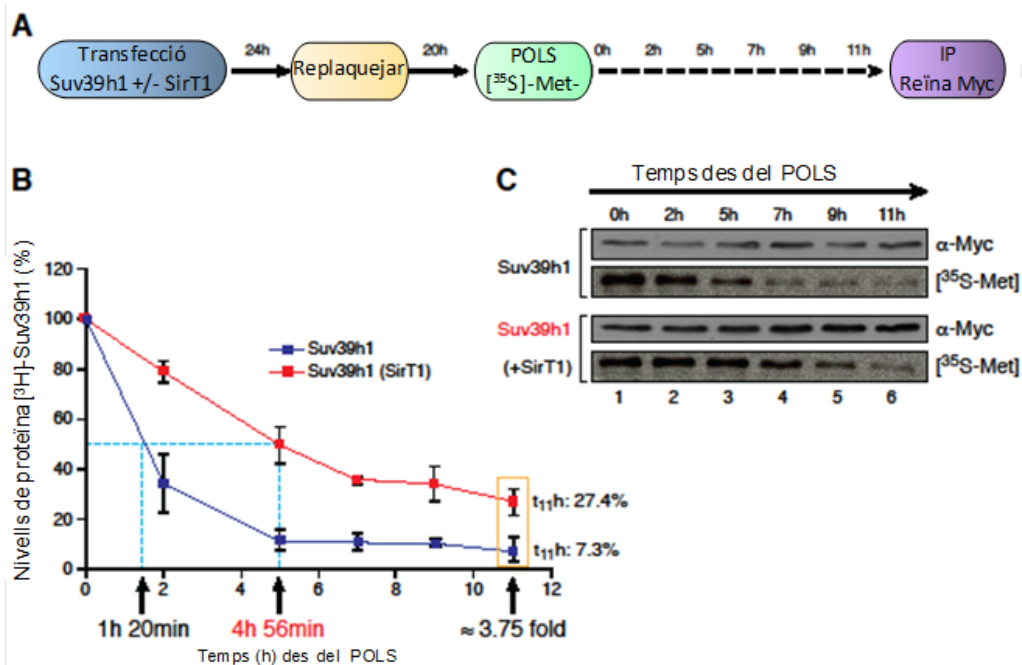 A
Transfecció
Suv39h1 +/- SirT1
24h
Replaquejar
20h
POLS
[³⁵S]-Met-
0h 2h 5h 7h 9h 11h
IP
Reïna Myc
B
Nivells de proteïna [³H]-Suv39h1 (%)
120
100
80
60
40
20
0
Suv39h1
Suv39h1 (SirT1)
t₁₁h: 27.4%
t₁₁h: 7.3%
0 2 4 6 8 10 12
1h 20min
4h 56min
≈ 3.75 fold
Temps (h) des del POLS
C
Temps des del POLS
0h 2h 5h 7h 9h 11h
Suv39h1
α-Myc
[³⁵S-Met]
Suv39h1
(+SirT1)
α-Myc
[³⁵S-Met]
1 2 3 4 5 6